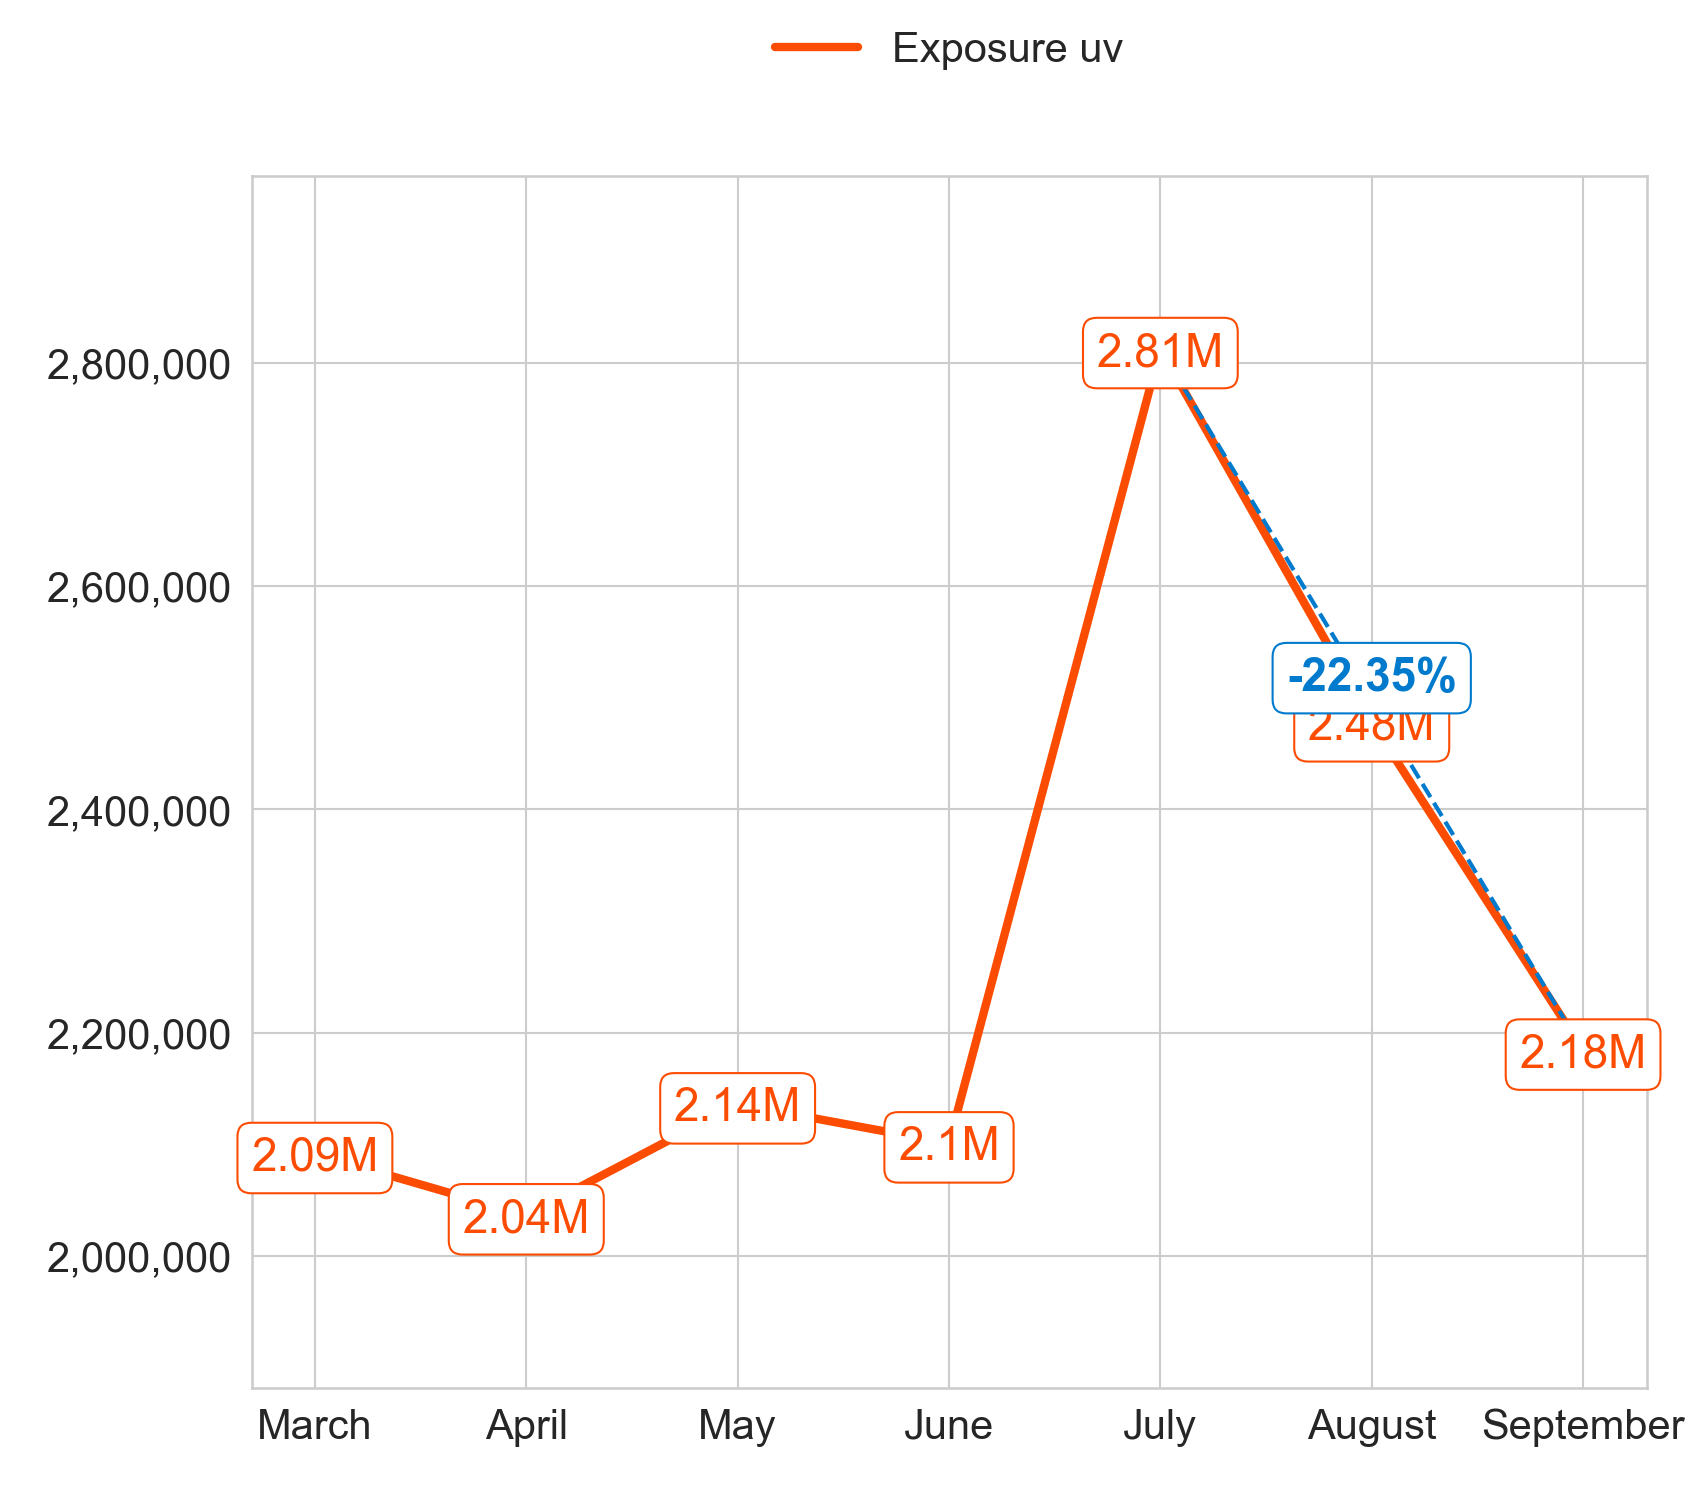 Exposure uv
2,800,000
2,600,000
2,400,000
2,200,000
2,000,000
2.81M
-22.35%
2.48M
2.18M
2.14M
2.1M
2.09M
2.04M
March April May June July August September